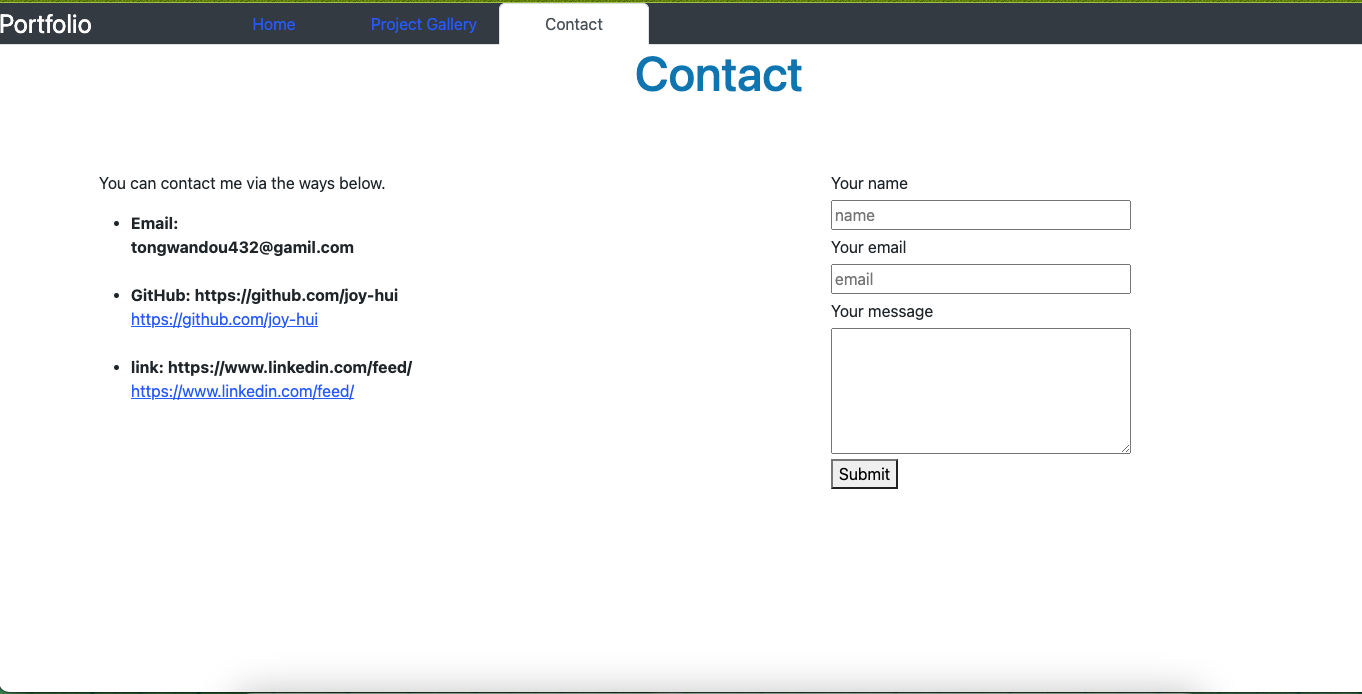 Portfolio
Home
Project Gallery
Contact
Contact
You can contact me via the ways below.
Email:
tongwandou432@gamil.com
GitHub: https://github.com/joy-hui
https://github.com/joy-hui
link: https://www.linkedin.com/feed/
https://www.linkedin.com/feed/
Your name
name
Your email
email
Your message
Submit